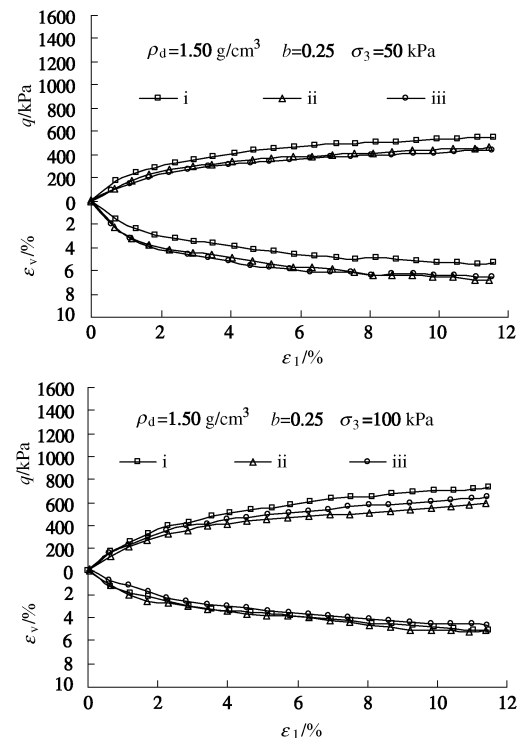 1600
1400
1200
1000
800
600
400
200
0
q/kPa
ρd=1.50 g/cm³ b=0.25 σ3=50 kPa
i ii iii
2
4
6
8
10
εv/%
0 2 4 6 8 10 12
ε1/%
1600
1400
1200
1000
800
600
400
200
0
q/kPa
ρd=1.50 g/cm³ b=0.25 σ3=100 kPa
i ii iii
2
4
6
8
10
εv/%
0 2 4 6 8 10 12
ε1/%